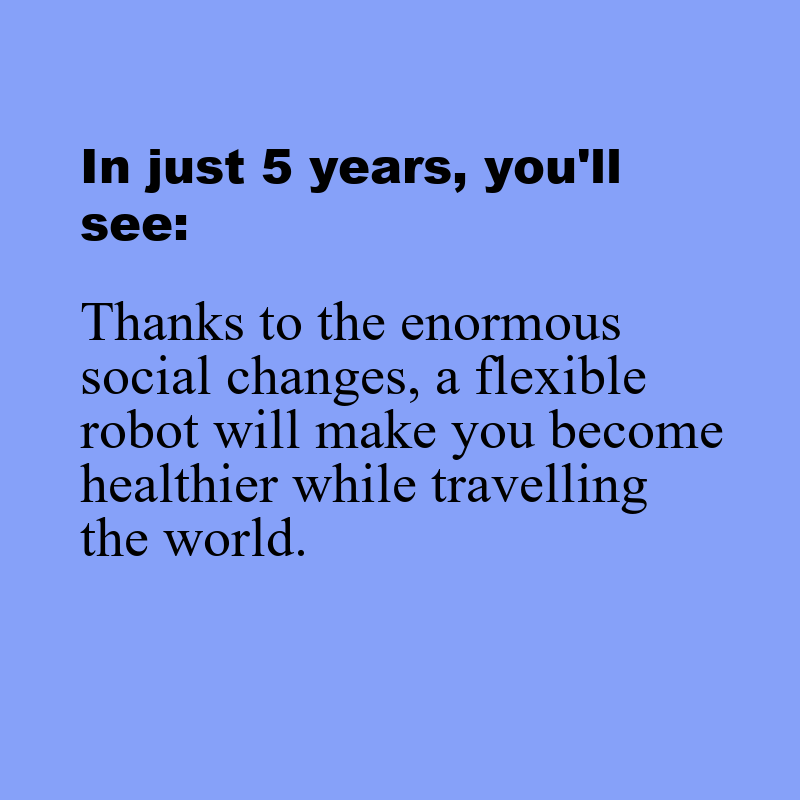 In just 5 years, you'll
see:
Thanks to the enormous
social changes, a flexible
robot will make you become
healthier while travelling
the world.